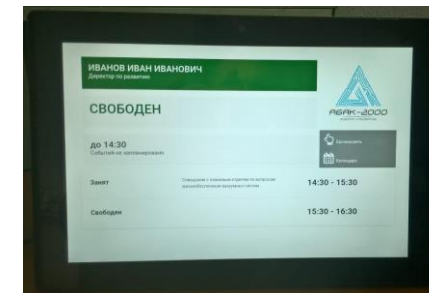 ИВАНОВ ИВАН ИВАНОВИЧ
Директор по развитию
СВОБОДЕН
АБАК-2000
до 14:30
Событий не запланировано
Календарь
Занят
14:30 - 15:30
Свободен
15:30 - 16:30